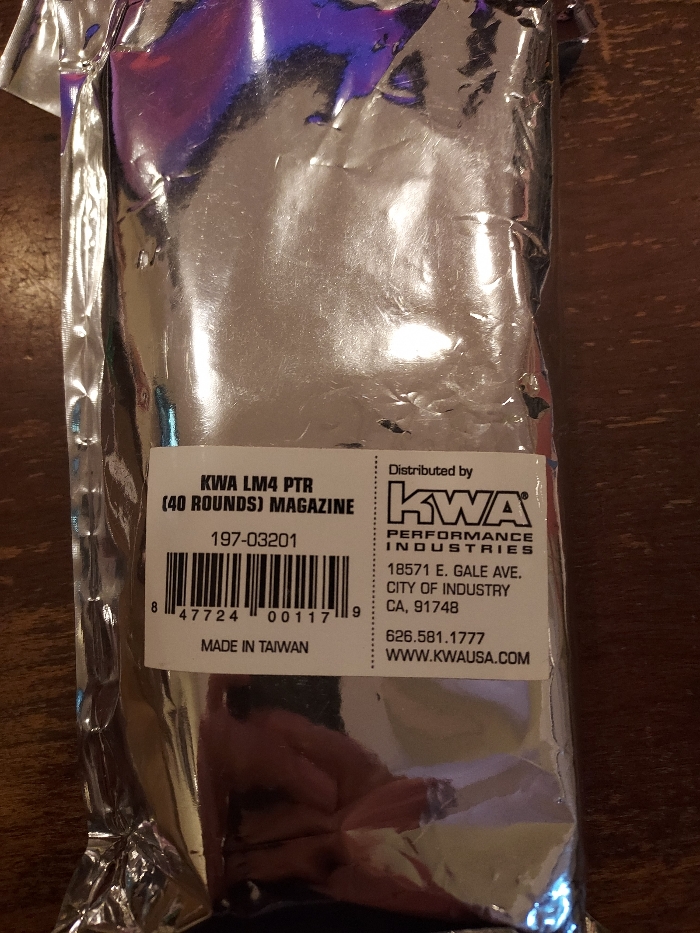 KWA LM4 PTR
(40 ROUNDS) MAGAZINE
197-03201
8 47724 00117 9
MADE IN TAIWAN
Distributed by
KWA®
PERFORMANCE
INDUSTRIES
18571 E. GALE AVE.
CITY OF INDUSTRY
CA, 91748
626.581.1777
WWW.KWAUSA.COM